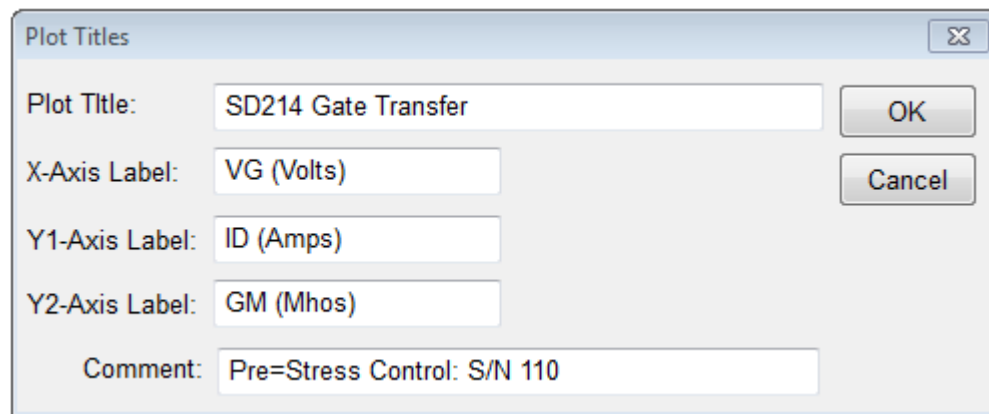 Plot Titles
Plot TItle: SD214 Gate Transfer OK
X-Axis Label: VG (Volts) Cancel
Y1-Axis Label: ID (Amps)
Y2-Axis Label: GM (Mhos)
Comment: Pre=Stress Control: S/N 110